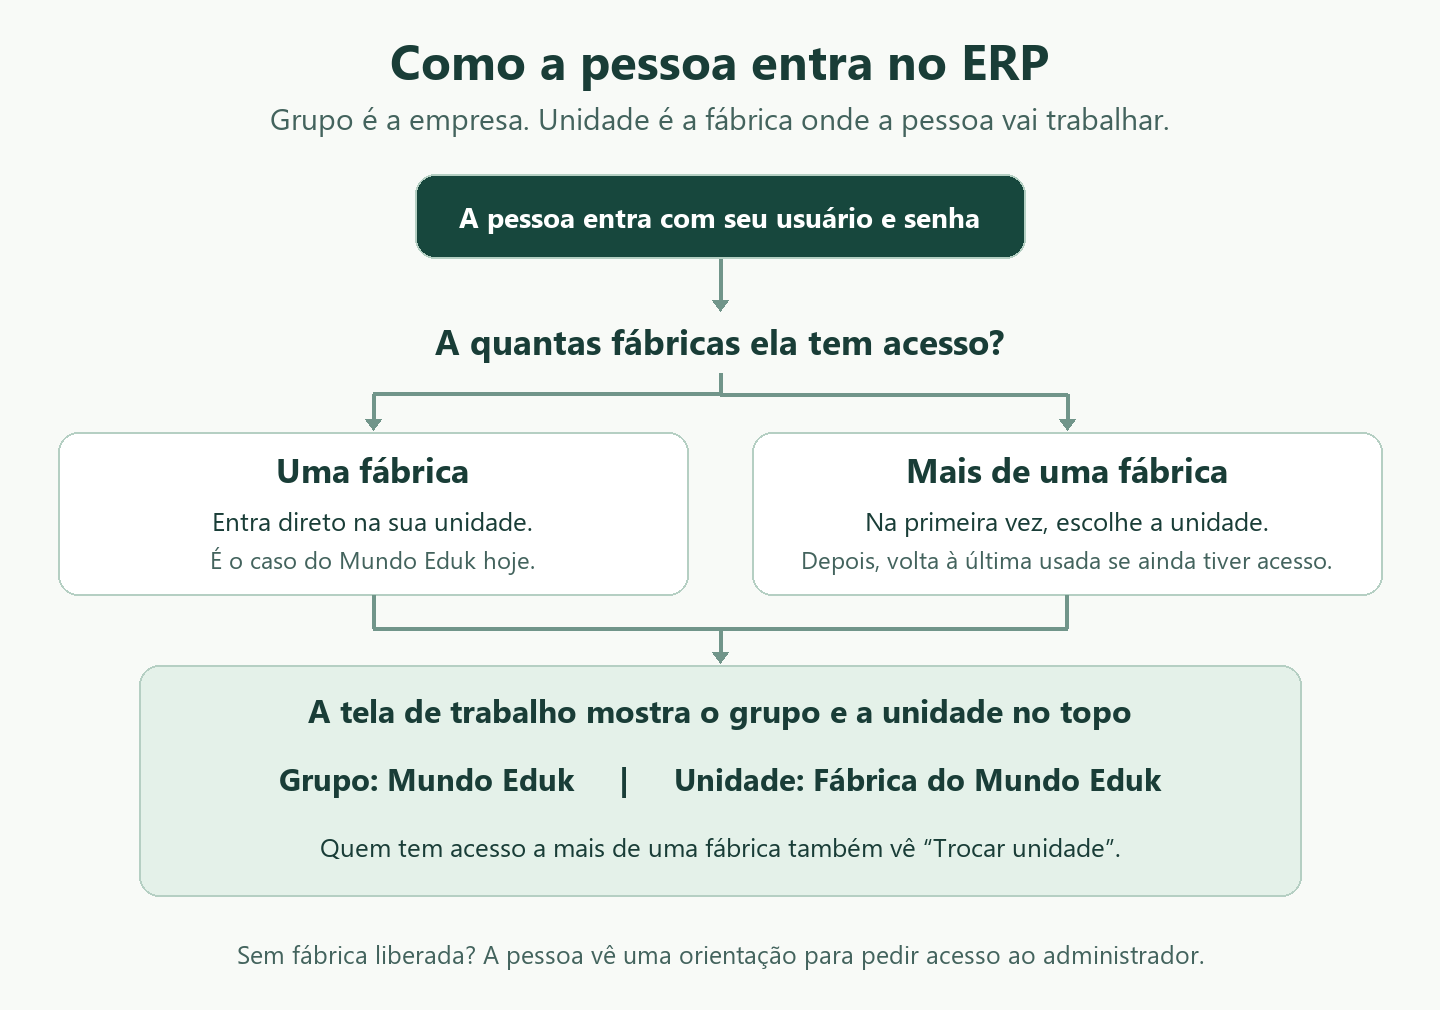 Como a pessoa entra no ERP
Grupo é a empresa. Unidade é a fábrica onde a pessoa vai trabalhar.
A pessoa entra com seu usuário e senha
A quantas fábricas ela tem acesso?
Uma fábrica
Entra direto na sua unidade.
É o caso do Mundo Eduk hoje.
Mais de uma fábrica
Na primeira vez, escolhe a unidade.
Depois, volta à última usada se ainda tiver acesso.
A tela de trabalho mostra o grupo e a unidade no topo
Grupo: Mundo Eduk | Unidade: Fábrica do Mundo Eduk
Quem tem acesso a mais de uma fábrica também vê “Trocar unidade”.
Sem fábrica liberada? A pessoa vê uma orientação para pedir acesso ao administrador.